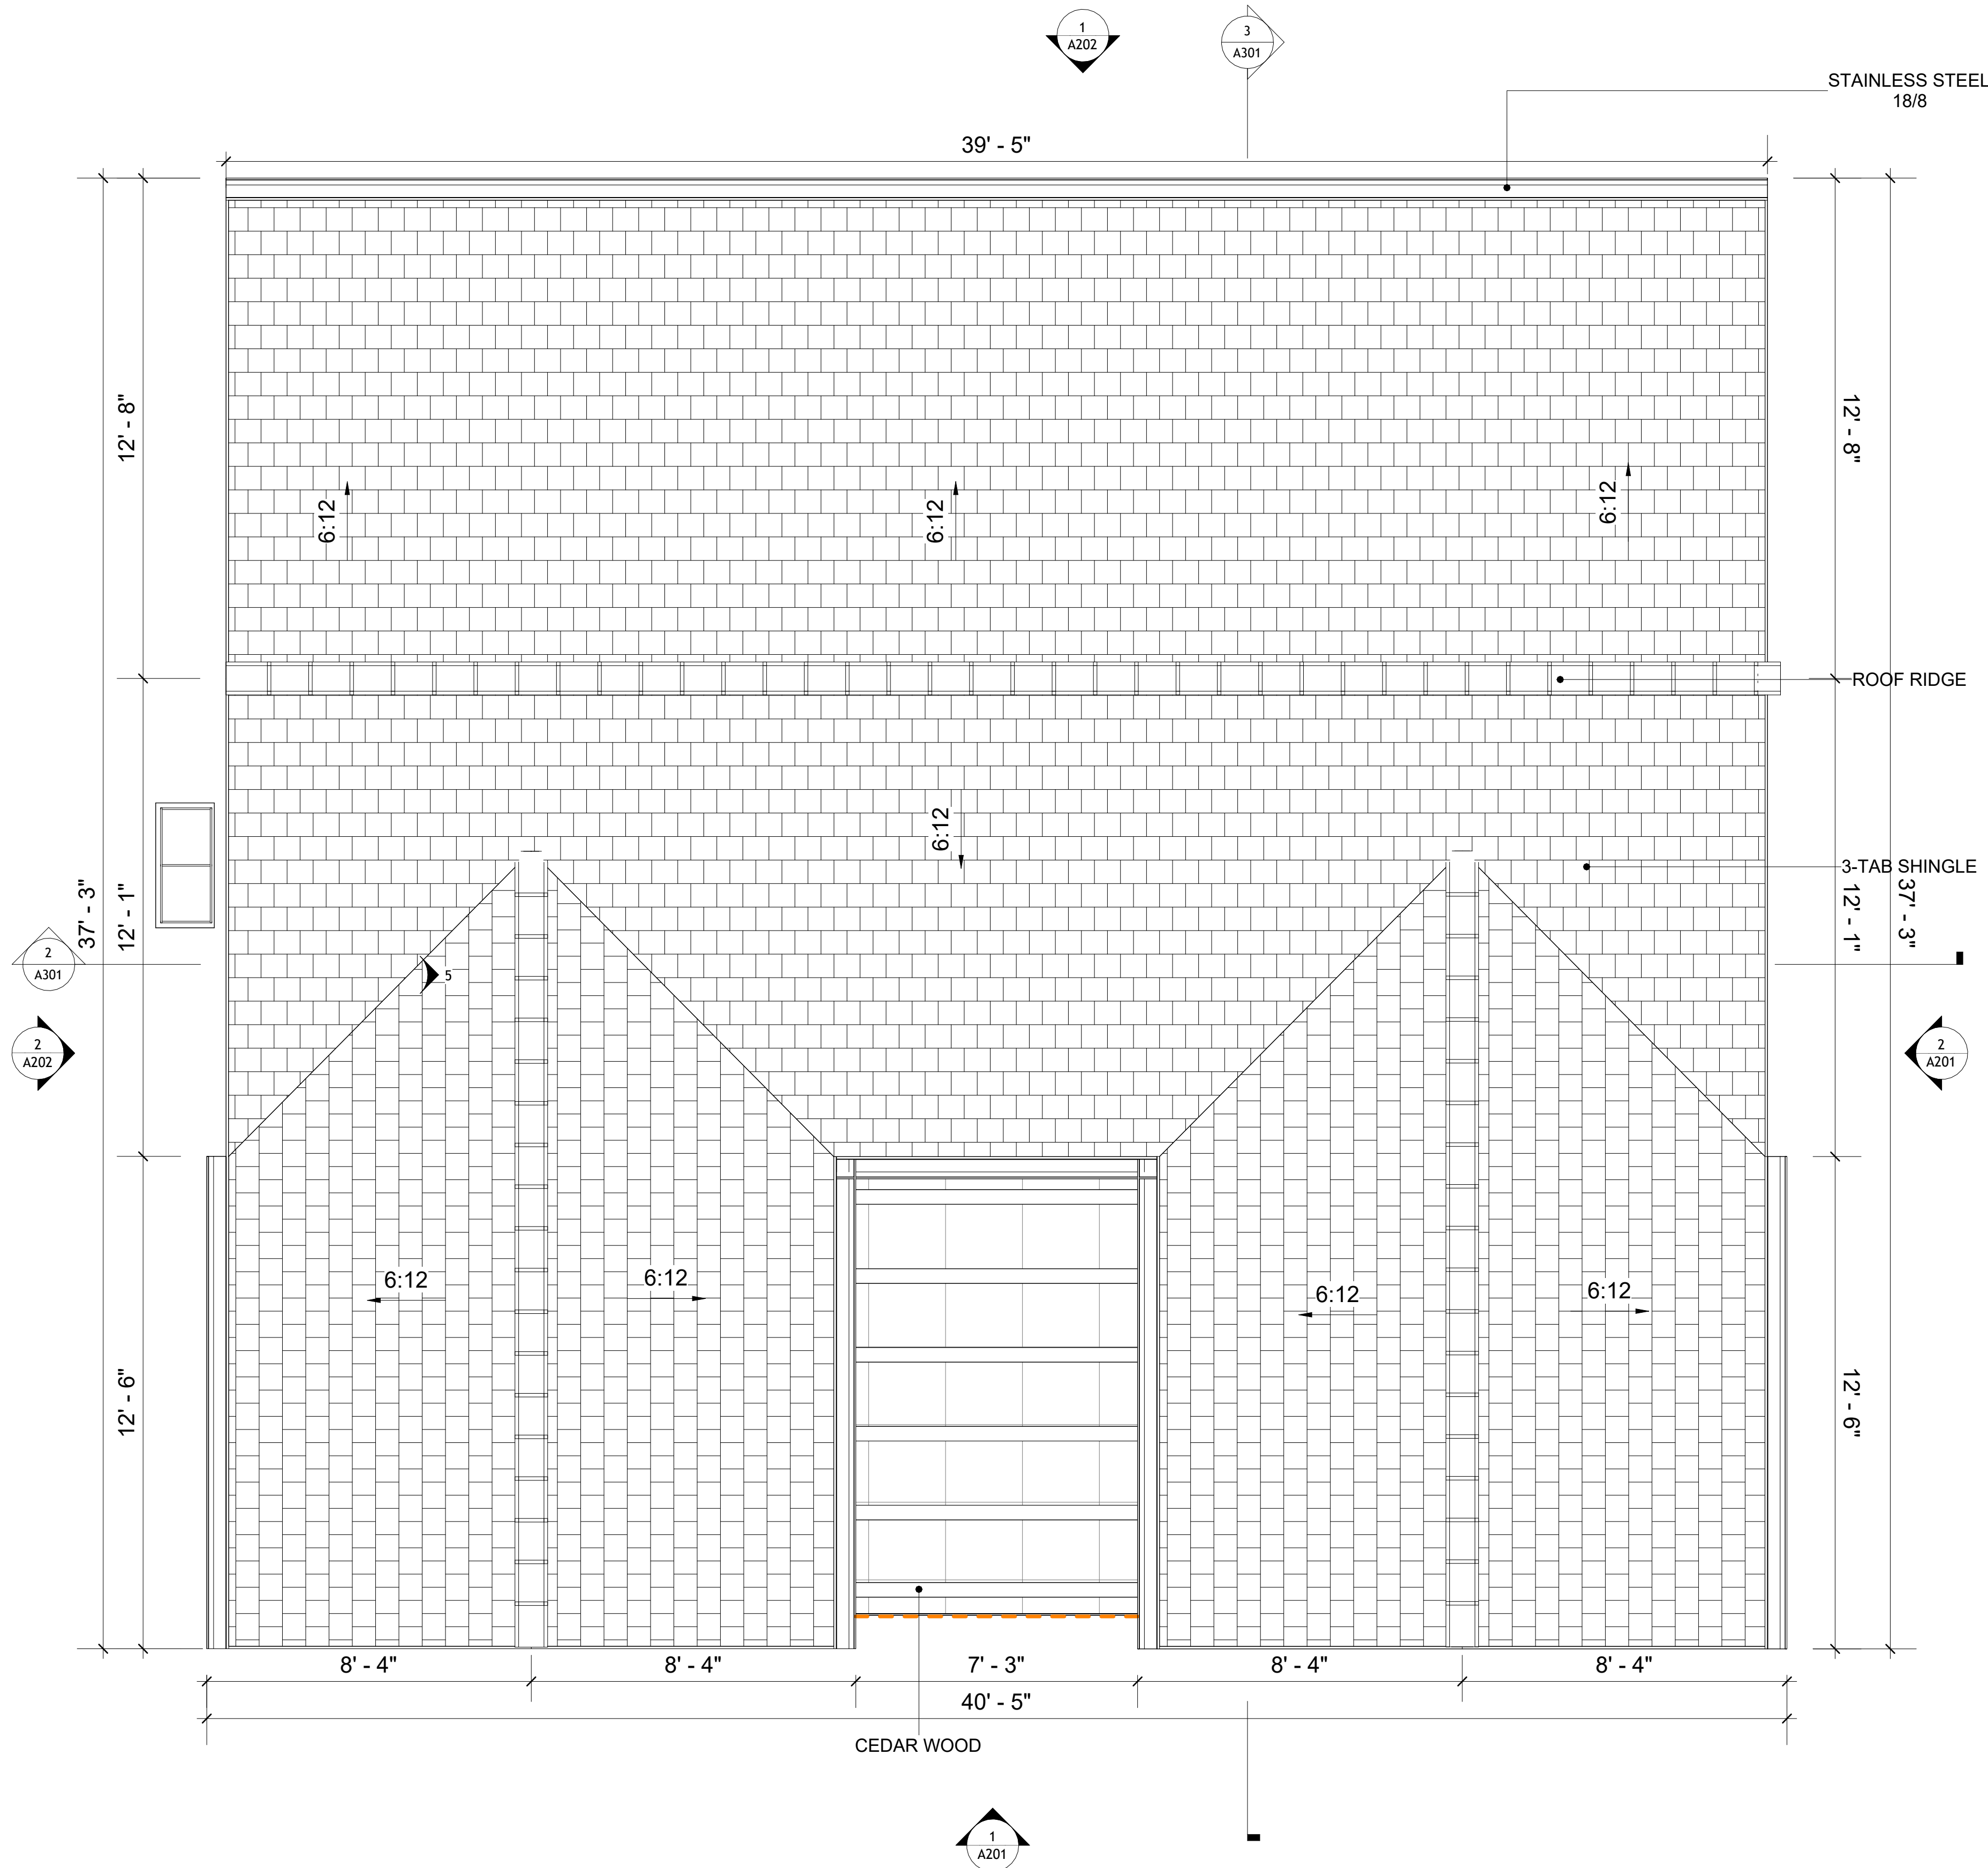 1
A202
3
A301
STAINLESS STEEL
18/8
39' - 5"
12' - 8"
12' - 8"
6:12
6:12
6:12
ROOF RIDGE
6:12
3-TAB SHINGLE
37' - 3"
12' - 1"
12' - 1"
37' - 3"
2
A301
5
2
A202
2
A201
6:12
6:12
6:12
6:12
12' - 6"
12' - 6"
8' - 4"
8' - 4"
7' - 3"
8' - 4"
8' - 4"
40' - 5"
CEDAR WOOD
1
A201